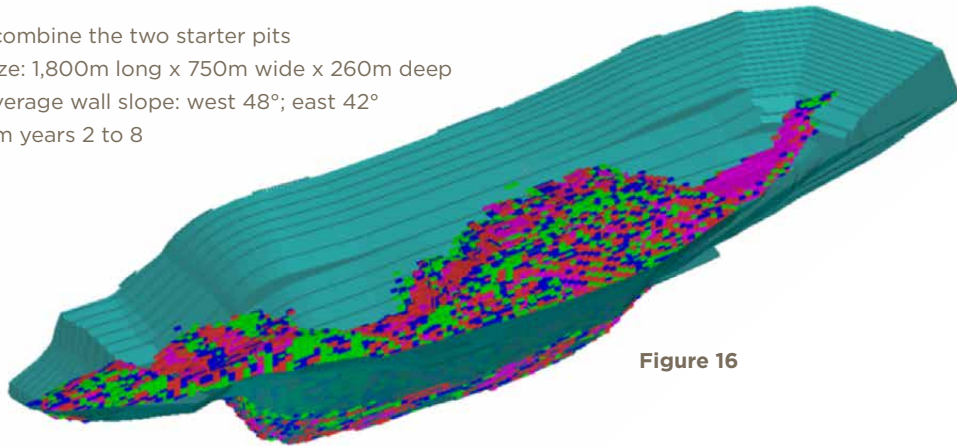 combine the two starter pits
ze: 1,800m long x 750m wide x 260m deep
verage wall slope: west 48°; east 42°
m years 2 to 8
Figure 16